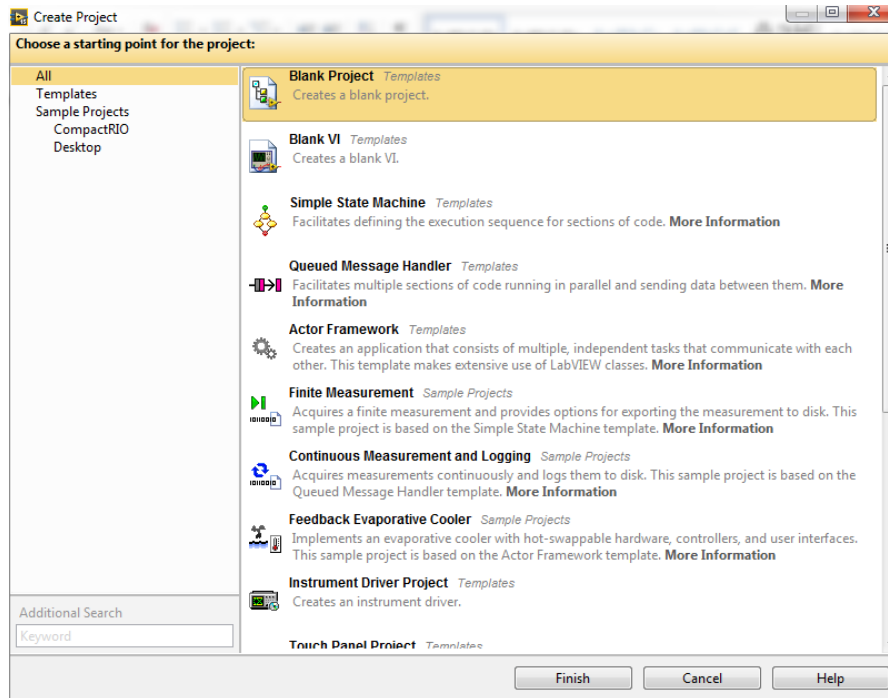 Create Project
Choose a starting point for the project:
All
Templates
Sample Projects
CompactRIO
Desktop
Blank Project Templates
Creates a blank project.
Blank VI Templates
Creates a blank VI.
Simple State Machine Templates
Facilitates defining the execution sequence for sections of code. More Information
Queued Message Handler Templates
Facilitates multiple sections of code running in parallel and sending data between them. More
Information
Actor Framework Templates
Creates an application that consists of multiple, independent tasks that communicate with each
other. This template makes extensive use of LabVIEW classes. More Information
Finite Measurement Sample Projects
Acquires a finite measurement and provides options for exporting the measurement to disk. This
sample project is based on the Simple State Machine template. More Information
Continuous Measurement and Logging Sample Projects
Acquires measurements continuously and logs them to disk. This sample project is based on the
Queued Message Handler template. More Information
Feedback Evaporative Cooler Sample Projects
Implements an evaporative cooler with hot-swappable hardware, controllers, and user interfaces.
This sample project is based on the Actor Framework template. More Information
Instrument Driver Project Templates
Creates an instrument driver.
Touch Panel Project Templates
Additional Search
Keyword
Finish
Cancel
Help